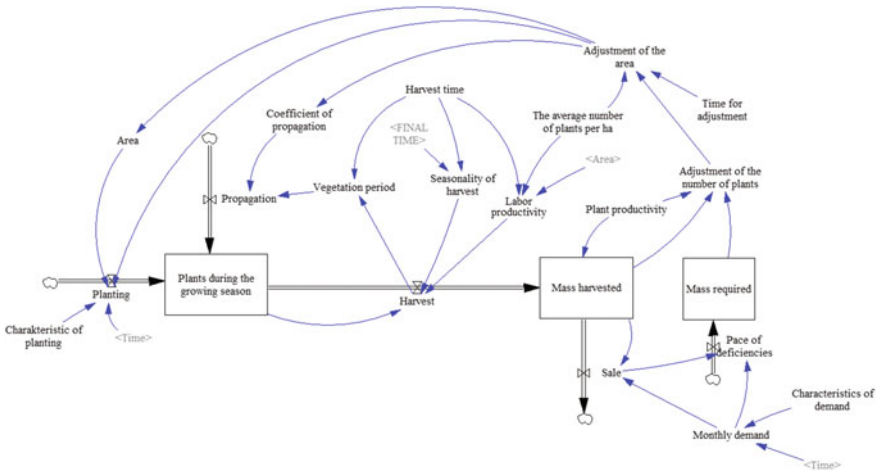 Adjustment of the
area
Harvest time
Coefficient of
propagation
The average number
of plants per ha
Time for
adjustment
<FINAL
TIME>
Area
<Area>
Adjustment of the
number of plants
Seasonality of
harvest
Vegetation period
Propagation
Labor
productivity
Plant productivity
Plants during the
growing season
Mass harvested
Mass required
Planting
Harvest
Charakteristic of
planting
<Time>
Pace of
deficiencies
Sale
Characteristics of
demand
Monthly demand
<Time>